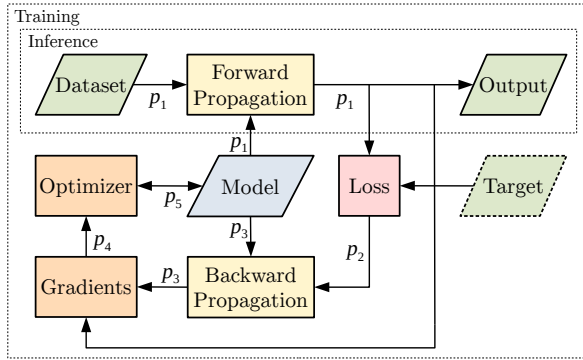 Training
Inference
Dataset
p₁
Forward
Propagation
p₁
Output
p₁
Optimizer
p₅
Model
Loss
Target
p₃
p₂
p₄
Gradients
p₃
Backward
Propagation